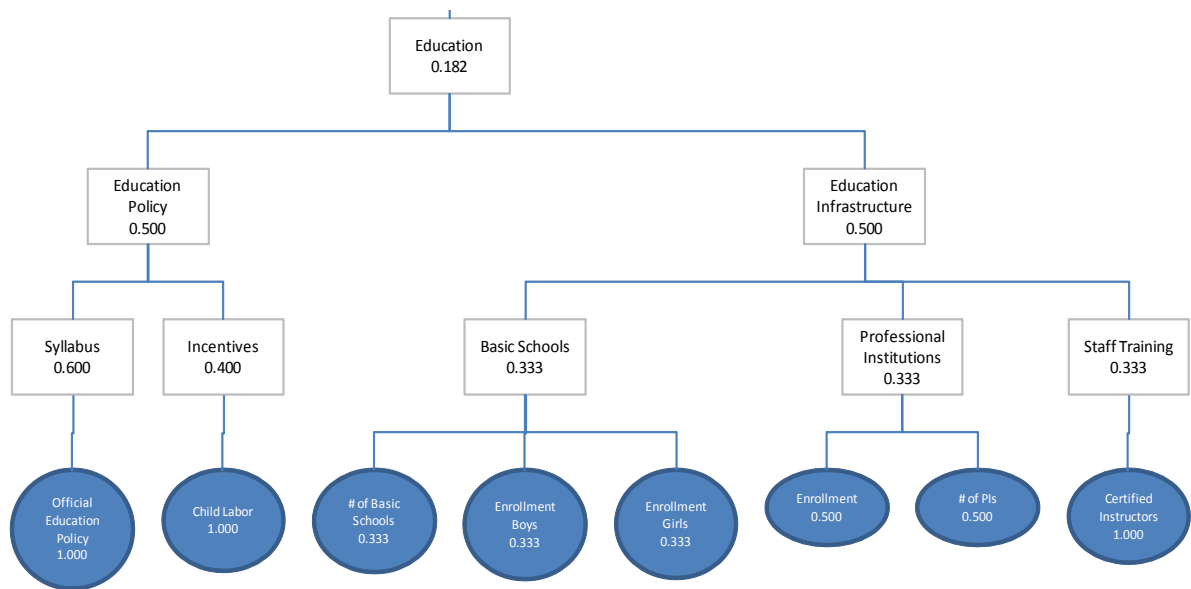 Education
0.182
Education
Policy
0.500
Education
Infrastructure
0.500
Syllabus
0.600
Incentives
0.400
Basic Schools
0.333
Professional
Institutions
0.333
Staff Training
0.333
Official
Education
Policy
1.000
Child Labor
1.000
# of Basic
Schools
0.333
Enrollment
Boys
0.333
Enrollment
Girls
0.333
Enrollment
0.500
# of PIs
0.500
Certified
Instructors
1.000